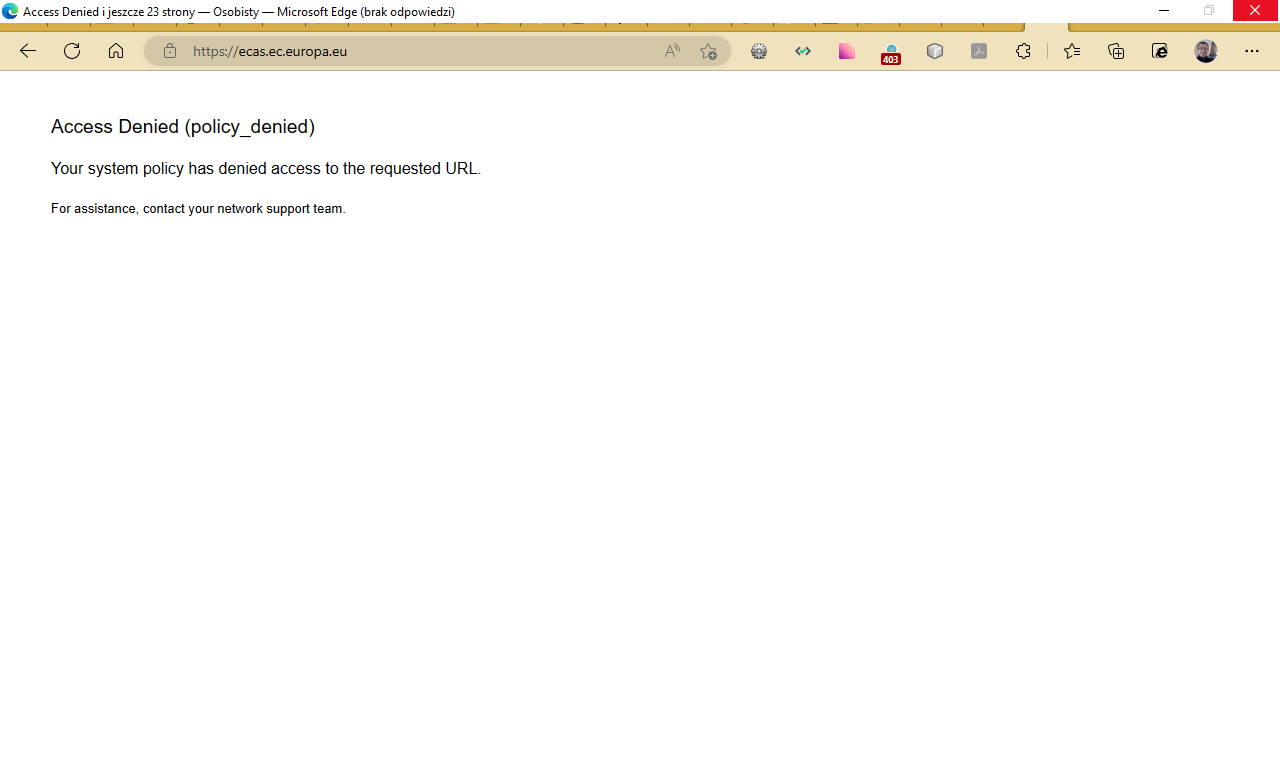 Access Denied i jeszcze 23 strony — Osobisty — Microsoft Edge (brak odpowiedzi)
https://ecas.ec.europa.eu
403
Access Denied (policy_denied)
Your system policy has denied access to the requested URL.
For assistance, contact your network support team.